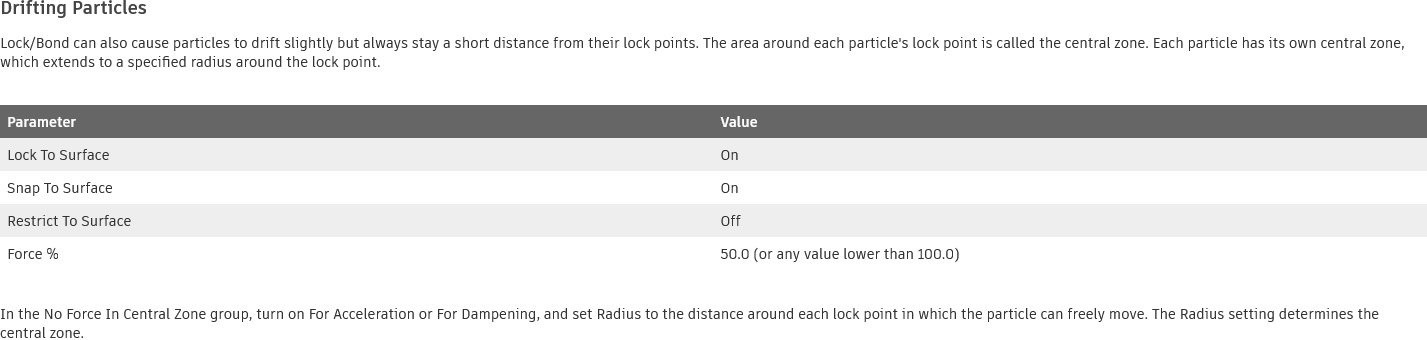 Drifting Particles
Lock/Bond can also cause particles to drift slightly but always stay a short distance from their lock points. The area around each particle's lock point is called the central zone. Each particle has its own central zone,
which extends to a specified radius around the lock point.
Parameter Value
Lock To Surface On
Snap To Surface On
Restrict To Surface Off
Force % 50.0 (or any value lower than 100.0)
In the No Force In Central Zone group, turn on For Acceleration or For Dampening, and set Radius to the distance around each lock point in which the particle can freely move. The Radius setting determines the
central zone.